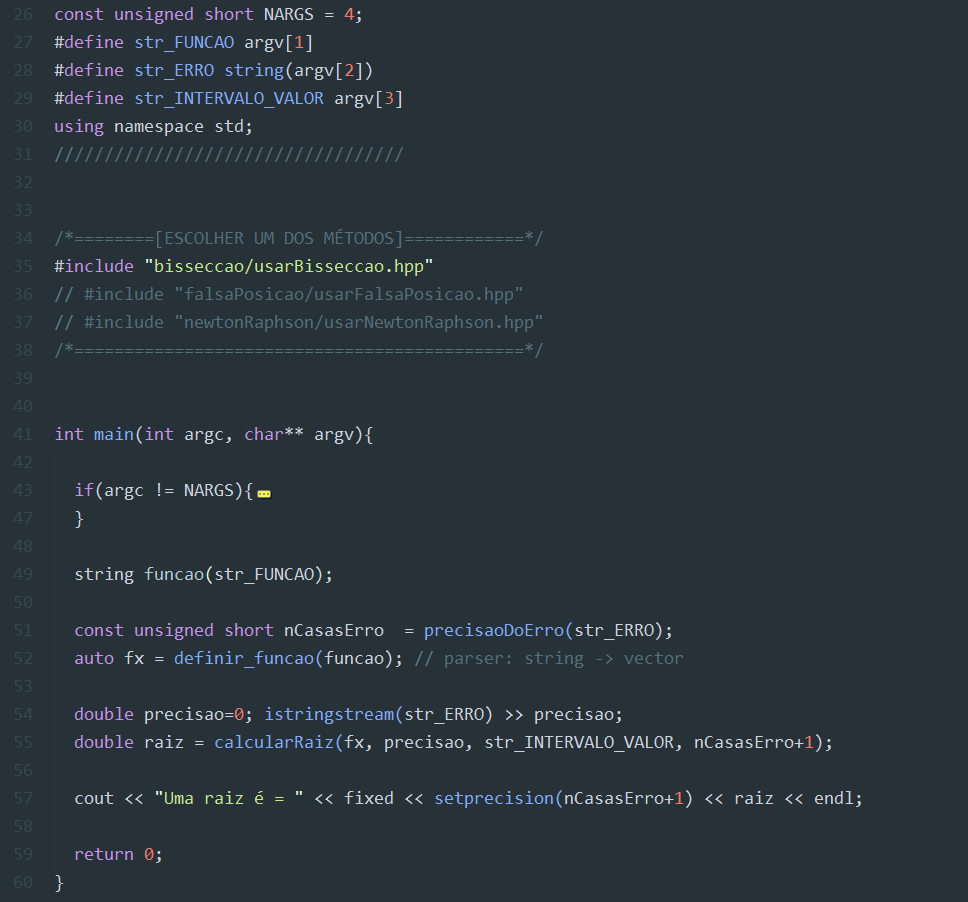 26 const unsigned short NARGS = 4;
27 #define str_FUNCAO argv[1]
28 #define str_ERRO string(argv[2])
29 #define str_INTERVALO_VALOR argv[3]
30 using namespace std;
31 ///////////////////////////////////
32
33
34 /*========[ESCOLHER UM DOS MÉTODOS]============*/
35 #include "bisseccao/usarBisseccao.hpp"
36 // #include "falsaPosicao/usarFalsaPosicao.hpp"
37 // #include "newtonRaphson/usarNewtonRaphson.hpp"
38 /*=============================================*/
39
40
41 int main(int argc, char** argv){
42
43   if(argc != NARGS){
47   }
48
49   string funcao(str_FUNCAO);
50
51   const unsigned short nCasasErro  = precisaoDoErro(str_ERRO);
52   auto fx = definir_funcao(funcao); // parser: string -> vector
53
54   double precisao=0; istringstream(str_ERRO) >> precisao;
55   double raiz = calcularRaiz(fx, precisao, str_INTERVALO_VALOR, nCasasErro+1);
56
57   cout << "Uma raiz é = " << fixed << setprecision(nCasasErro+1) << raiz << endl;
58
59   return 0;
60 }